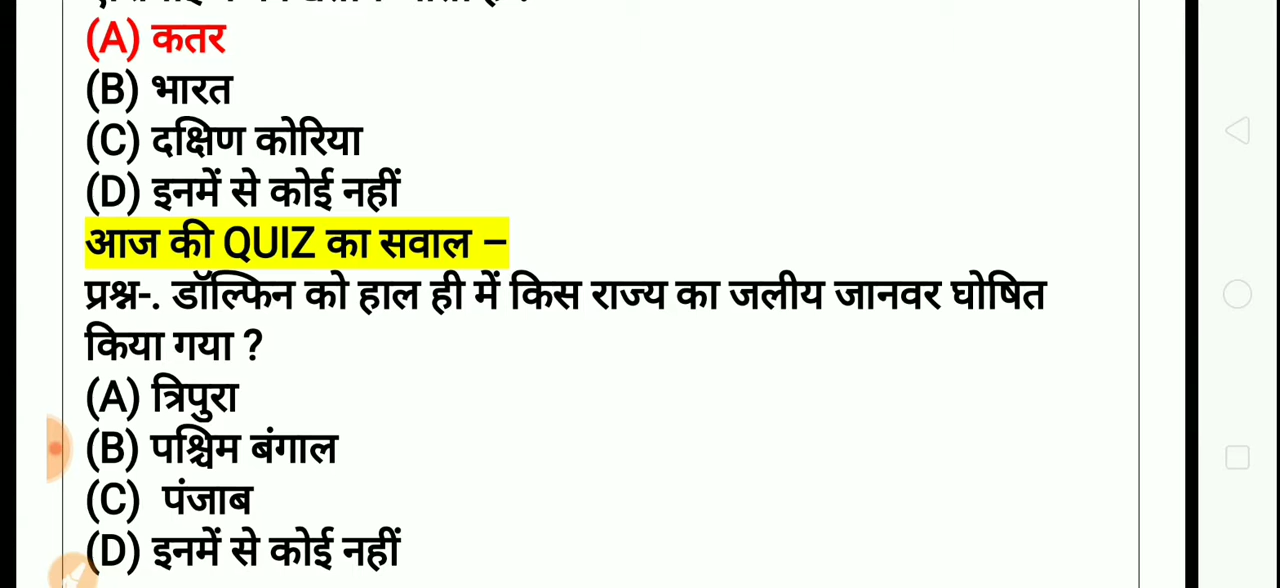 (A) कतर
(B) भारत
(C) दक्षिण कोरिया
(D) इनमें से कोई नहीं
आज की QUIZ का सवाल –
प्रश्न-. डॉल्फिन को हाल ही में किस राज्य का जलीय जानवर घोषित
किया गया ?
(A) त्रिपुरा
(B) पश्चिम बंगाल
(C) पंजाब
(D) इनमें से कोई नहीं